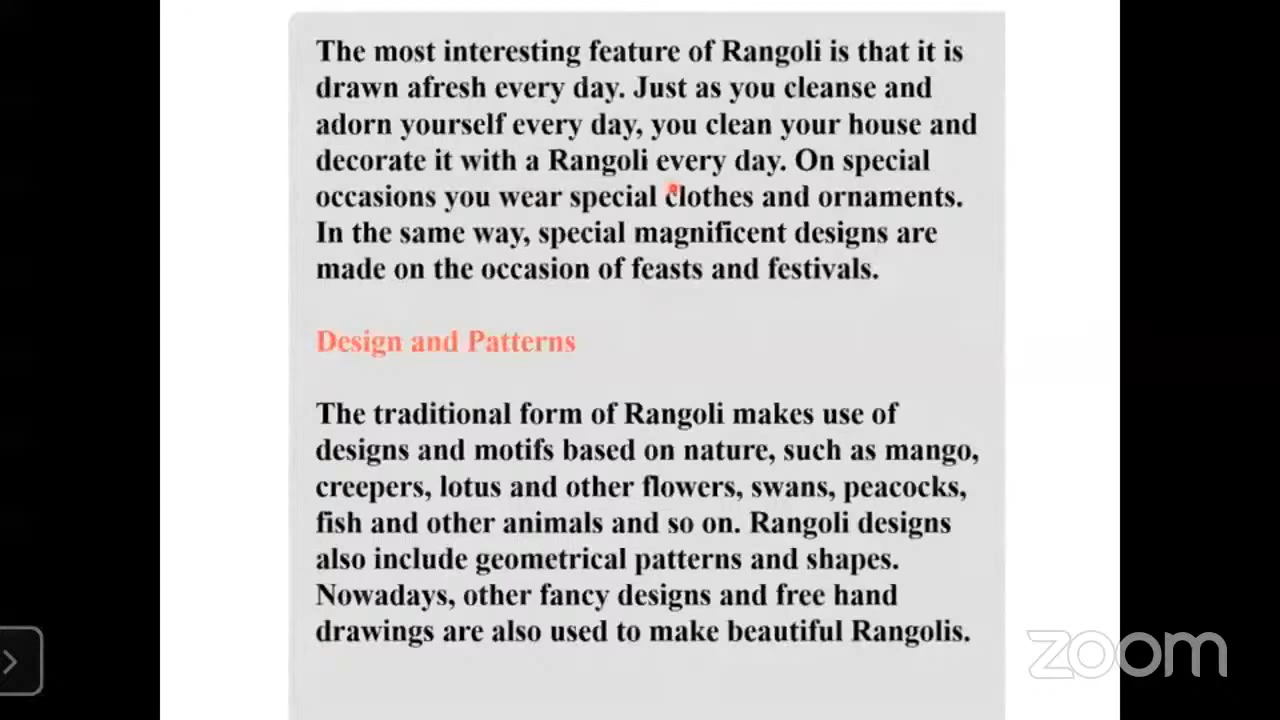 The most interesting feature of Rangoli is that it is
drawn afresh every day. Just as you cleanse and
adorn yourself every day, you clean your house and
decorate it with a Rangoli every day. On special
occasions you wear special clothes and ornaments.
In the same way, special magnificent designs are
made on the occasion of feasts and festivals.
Design and Patterns
The traditional form of Rangoli makes use of
designs and motifs based on nature, such as mango,
creepers, lotus and other flowers, swans, peacocks,
fish and other animals and so on. Rangoli designs
also include geometrical patterns and shapes.
Nowadays, other fancy designs and free hand
drawings are also used to make beautiful Rangolis.
zoom